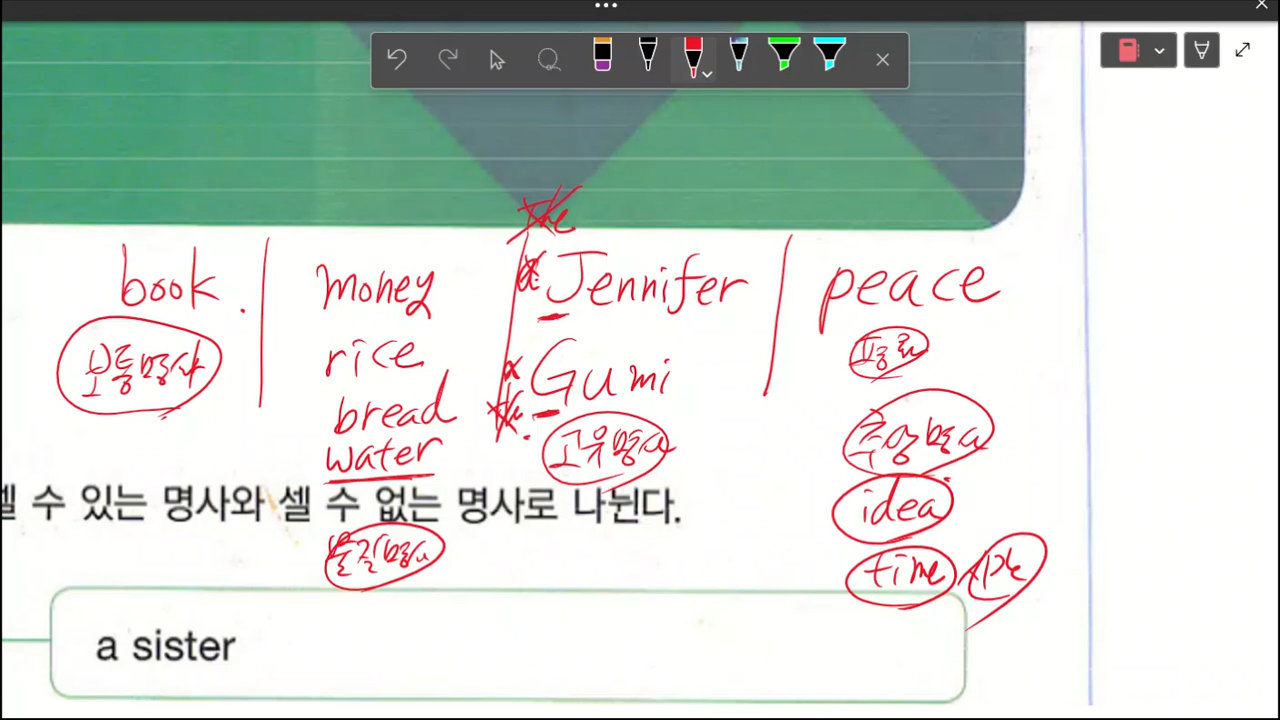 the
book
money
a Jennifer
peace
보통명사
rice
a Gumi
평화
bread
the
water
고유명사
추상명사
셀 수 있는 명사와 셀 수 없는 명사로 나뉜다.
idea
물질명사
time
시간
a sister